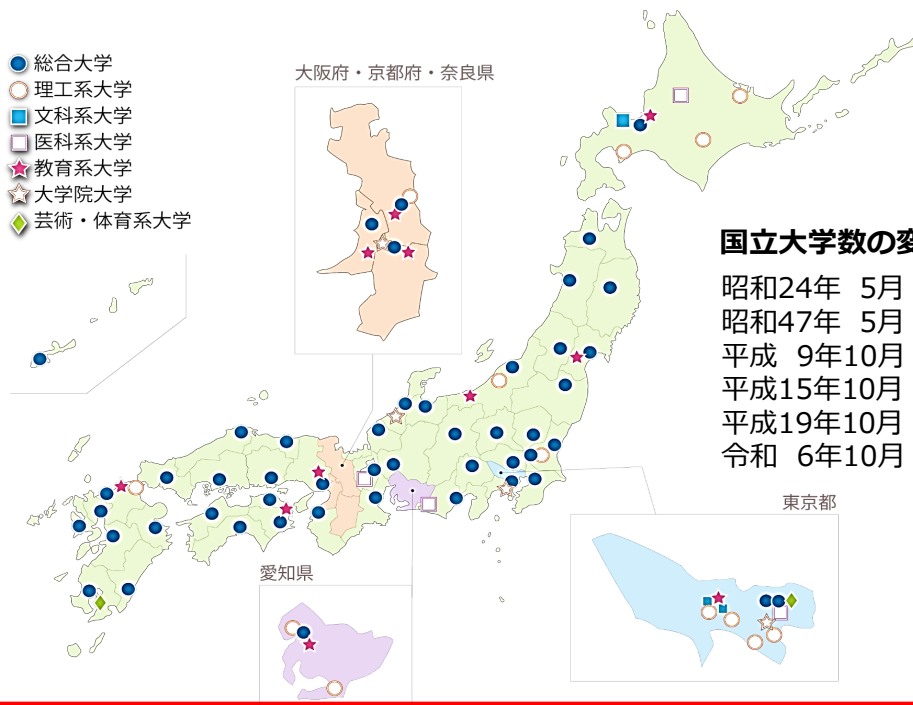 総合大学
理工系大学
文科系大学
医科系大学
教育系大学
大学院大学
芸術・体育系大学
大阪府・京都府・奈良県
国立大学数の変
昭和24年 5月
昭和47年 5月
平成 9年10月
平成15年10月
平成19年10月
令和 6年10月
東京都
愛知県